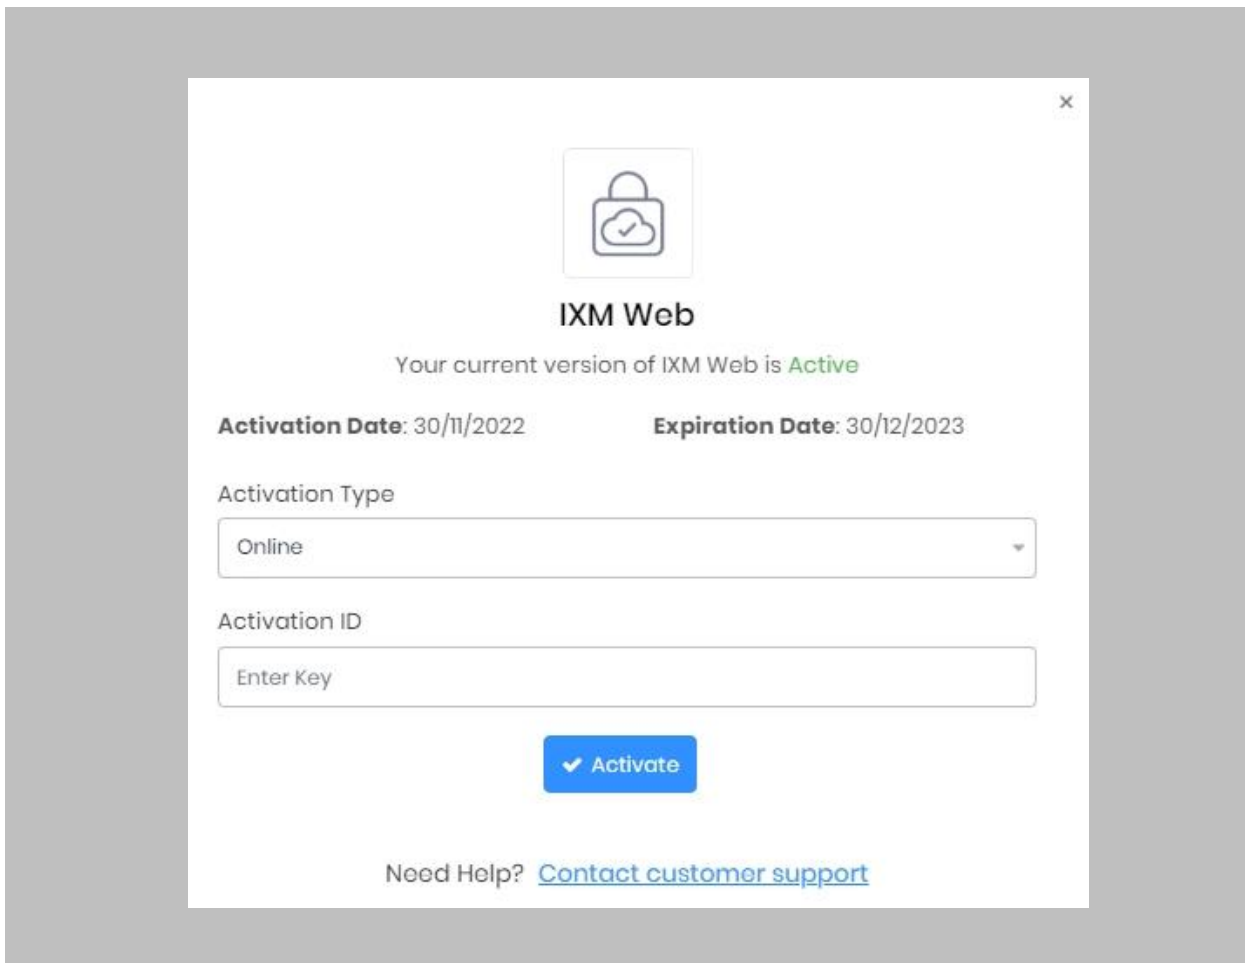 ×
IXM Web
Your current version of IXM Web is Active
Activation Date: 30/11/2022 Expiration Date: 30/12/2023
Activation Type
Online
Activation ID
Enter Key
Activate
Need Help? Contact customer support